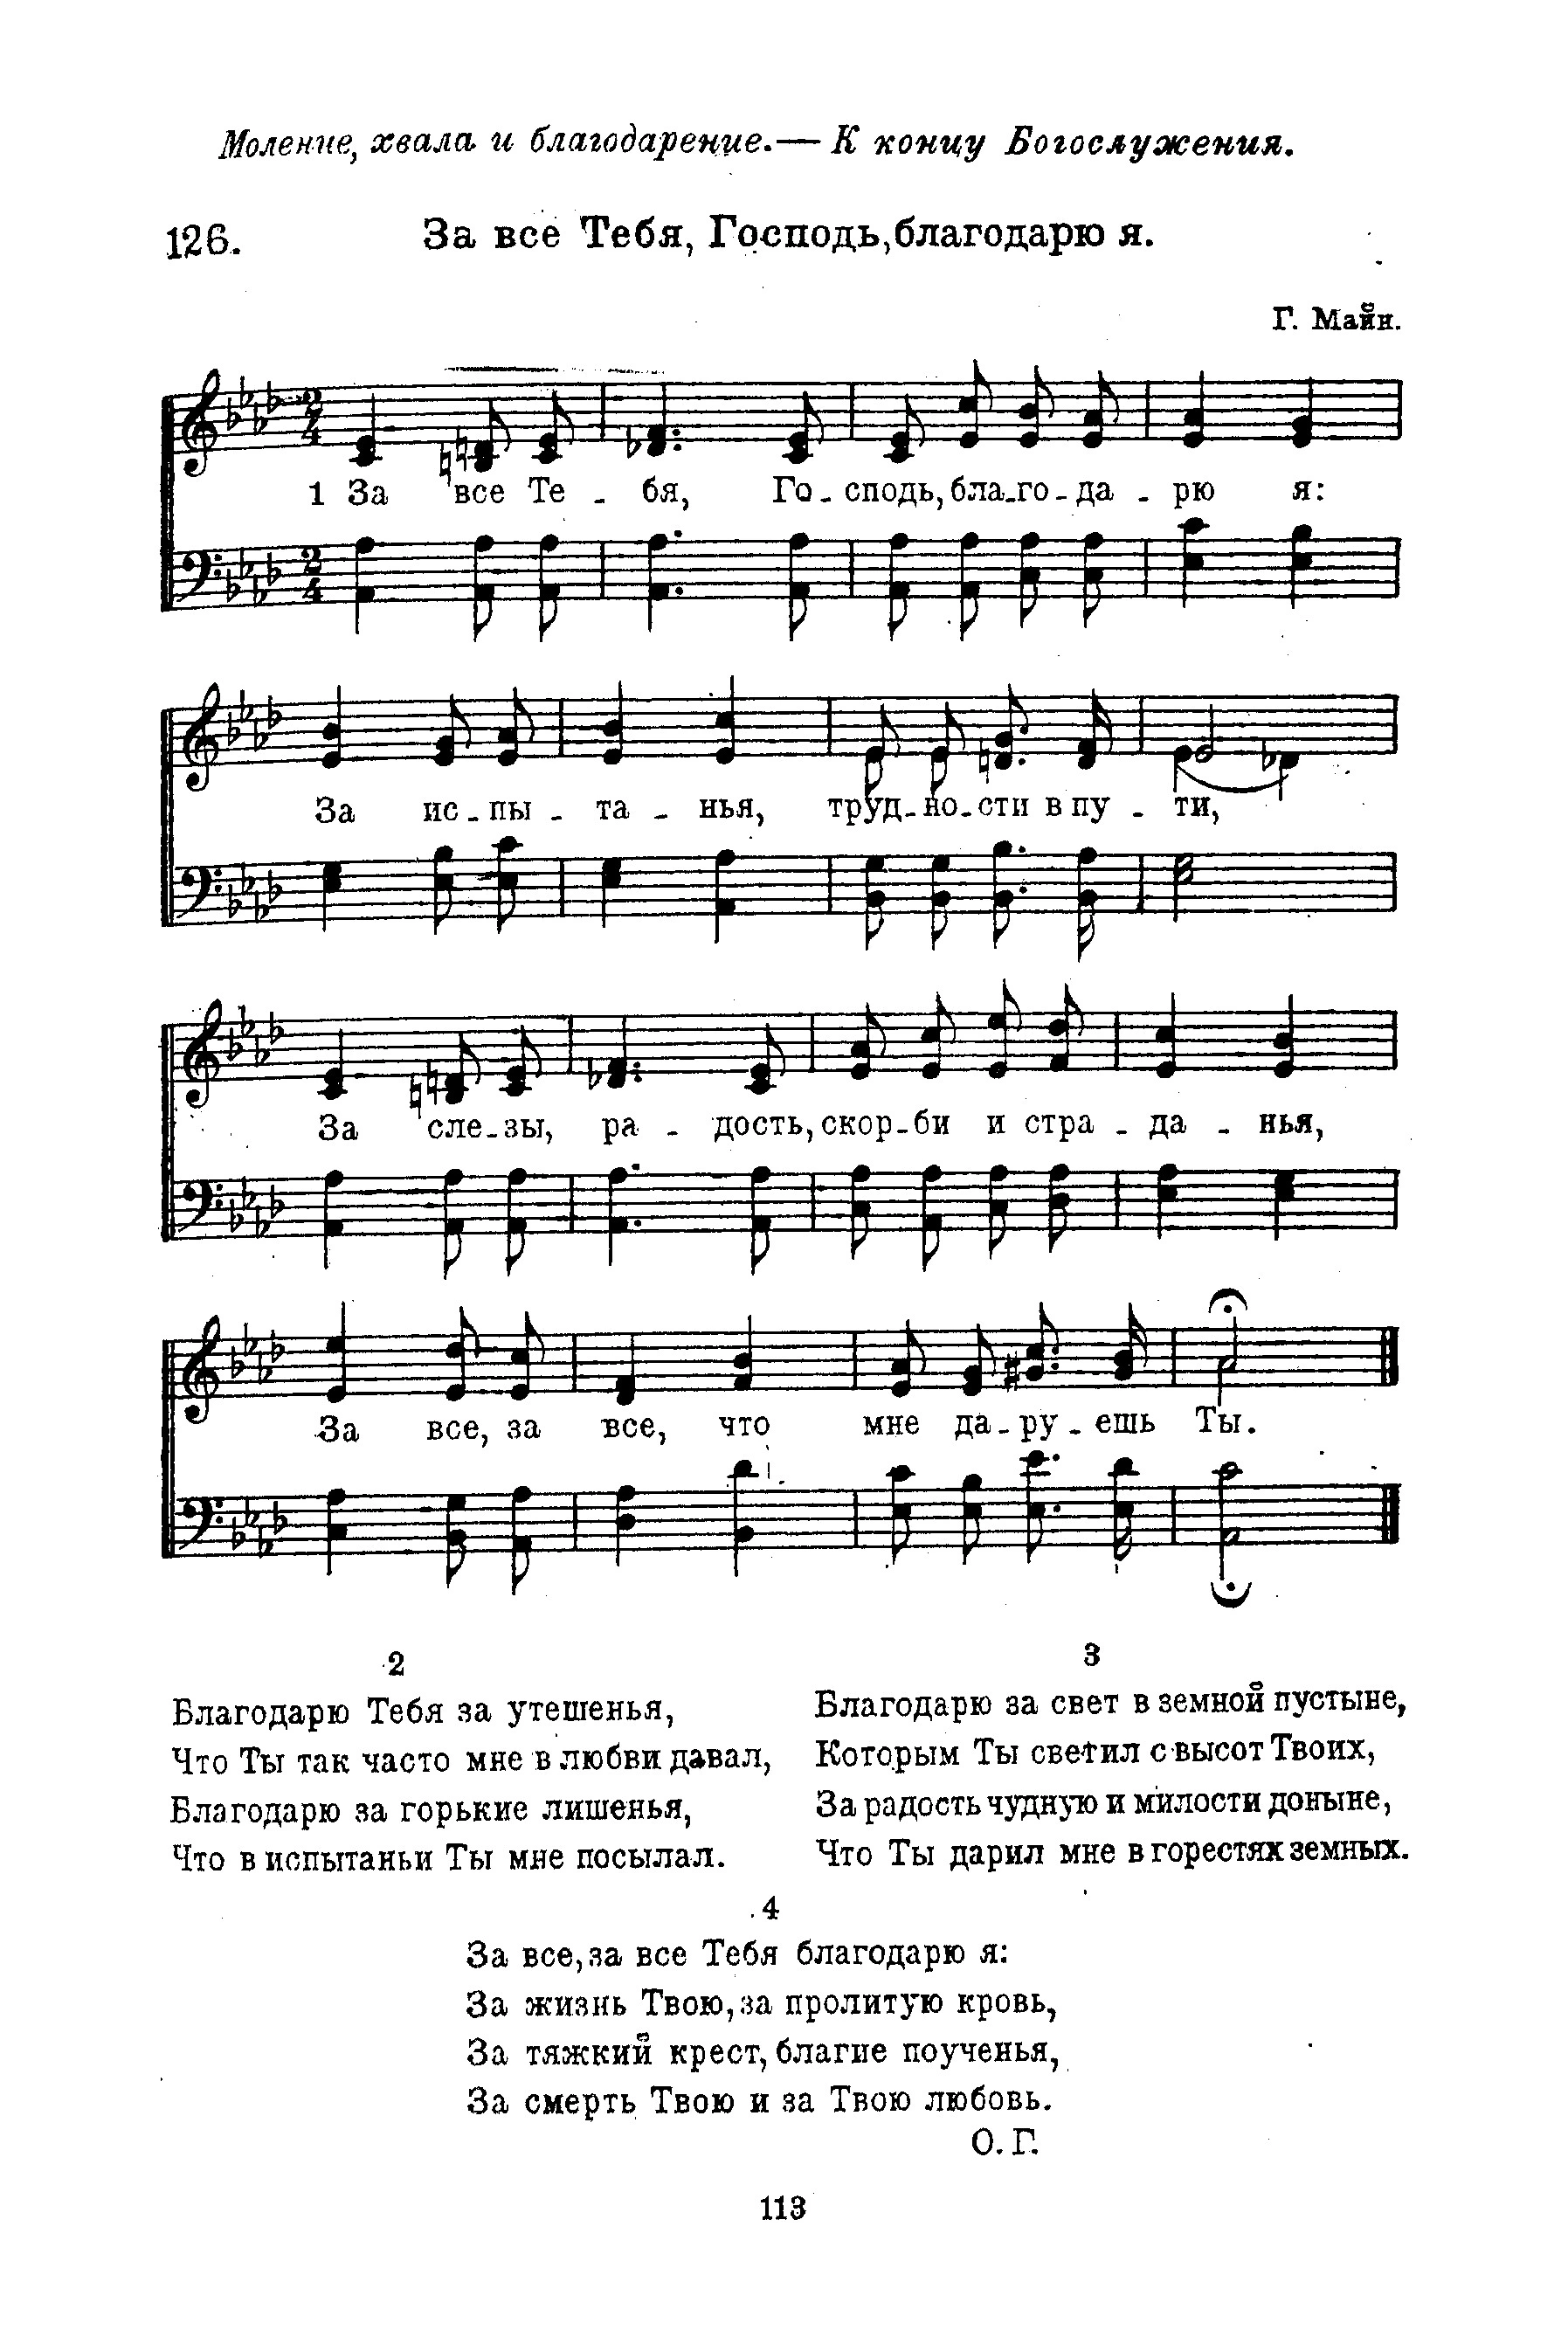 Моление, хвала и благодарение.— К концу Богослужения.
126. За все Тебя, Господь, благодарю я.
Г. Майн.
1 За все Те - бя, Го - сподь, бла - го - да - рю я:
За ис - пы - та - нья, труд - но - сти в пу - ти,
За сле - зы, ра - дость, скор - би и стра - да - нья,
За все, за все, что мне да - ру - ешь Ты.
2
Благодарю Тебя за утешенья,
Что Ты так часто мне в любви давал,
Благодарю за горькие лишенья,
Что в испытаньи Ты мне посылал.
3
Благодарю за свет в земной пустыне,
Которым Ты светил с высот Твоих,
За радость чудную и милости доныне,
Что Ты дарил мне в горестях земных.
4
За все, за все Тебя благодарю я:
За жизнь Твою, за пролитую кровь,
За тяжкий крест, благие поученья,
За смерть Твою и за Твою любовь.
О. Г.
113